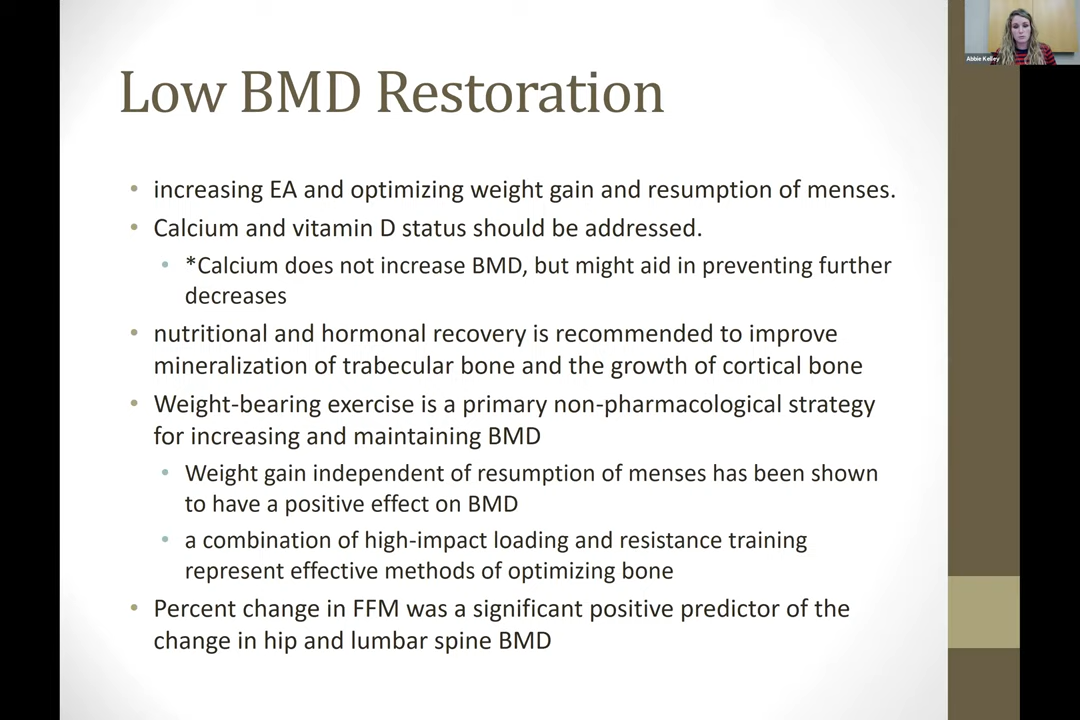 Low BMD Restoration
• increasing EA and optimizing weight gain and resumption of menses.
• Calcium and vitamin D status should be addressed.
• *Calcium does not increase BMD, but might aid in preventing further
decreases
• nutritional and hormonal recovery is recommended to improve
mineralization of trabecular bone and the growth of cortical bone
• Weight-bearing exercise is a primary non-pharmacological strategy
for increasing and maintaining BMD
• Weight gain independent of resumption of menses has been shown
to have a positive effect on BMD
• a combination of high-impact loading and resistance training
represent effective methods of optimizing bone
• Percent change in FFM was a significant positive predictor of the
change in hip and lumbar spine BMD
Abbie Kelley